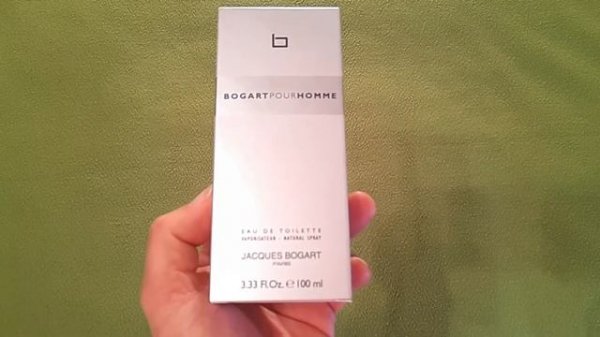 b
BOGARTPOURHOMME
EAU DE TOILETTE
VAPORISATEUR · NATURAL SPRAY
JACQUES BOGART
PARIS
3.33 Fl.Oz. ℮ 100 ml